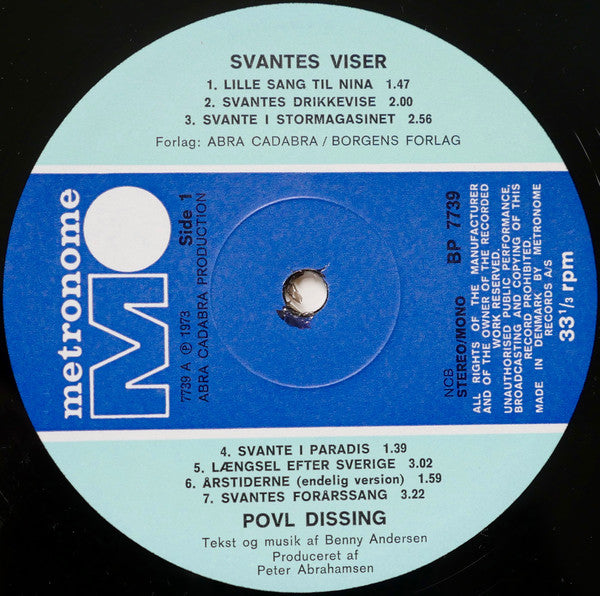 SVANTES VISER
1. LILLE SANG TIL NINA 1.47
2. SVANTES DRIKKEVISE 2.00
3. SVANTE I STORMAGASINET 2.56
Forlag: ABRA CADABRA / BORGENS FORLAG
metronome
M
Side 1
7739 A Ⓟ 1973
ABRA CADABRA PRODUCTION
NCB
STEREO/MONO BP 7739
ALL RIGHTS OF THE MANUFACTURER
AND OF THE OWNER OF THE RECORDED
WORK RESERVED.
UNAUTHORISED PUBLIC PERFORMANCE,
BROADCASTING AND COPYING OF THIS
RECORD PROHIBITED.
MADE IN DENMARK BY METRONOME
RECORDS A/S
33 1/3 rpm
4. SVANTE I PARADIS 1.39
5. LÆNGSEL EFTER SVERIGE 3.02
6. ÅRSTIDERNE (endelig version) 1.59
7. SVANTES FORÅRSSANG 3.22
POVL DISSING
Tekst og musik af Benny Andersen
Produceret af
Peter Abrahamsen